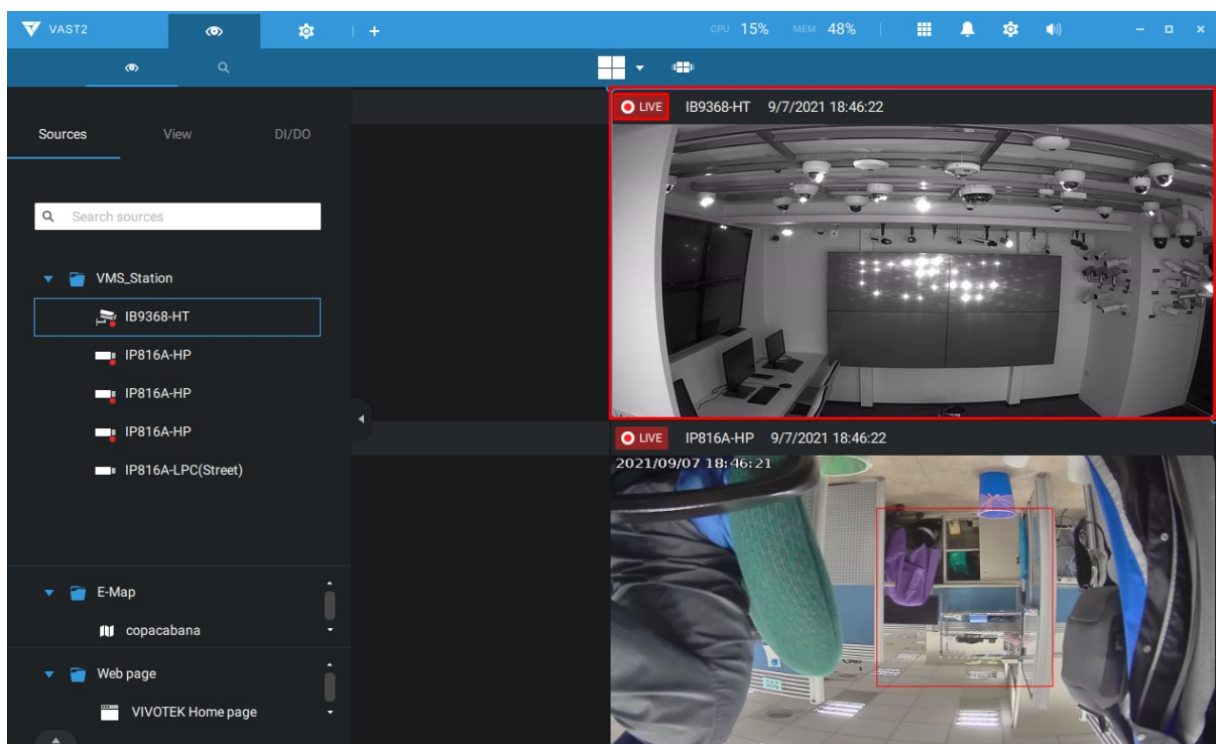 VAST2
CPU 15% MEM 48%
Sources View DI/DO
Search sources
VMS_Station
IB9368-HT
IP816A-HP
IP816A-HP
IP816A-HP
IP816A-LPC(Street)
E-Map
copacabana
Web page
VIVOTEK Home page
LIVE IB9368-HT 9/7/2021 18:46:22
LIVE IP816A-HP 9/7/2021 18:46:22
2021/09/07 18:46:21